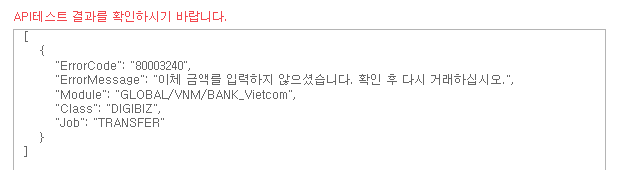 API테스트 결과를 확인하시기 바랍니다.
[
{
"ErrorCode": "80003240",
"ErrorMessage": "이체 금액를 입력하지 않으셨습니다. 확인 후 다시 거래하십시오.",
"Module": "GLOBAL/VNM/BANK_Vietcom",
"Class": "DIGIBIZ",
"Job": "TRANSFER"
}
]